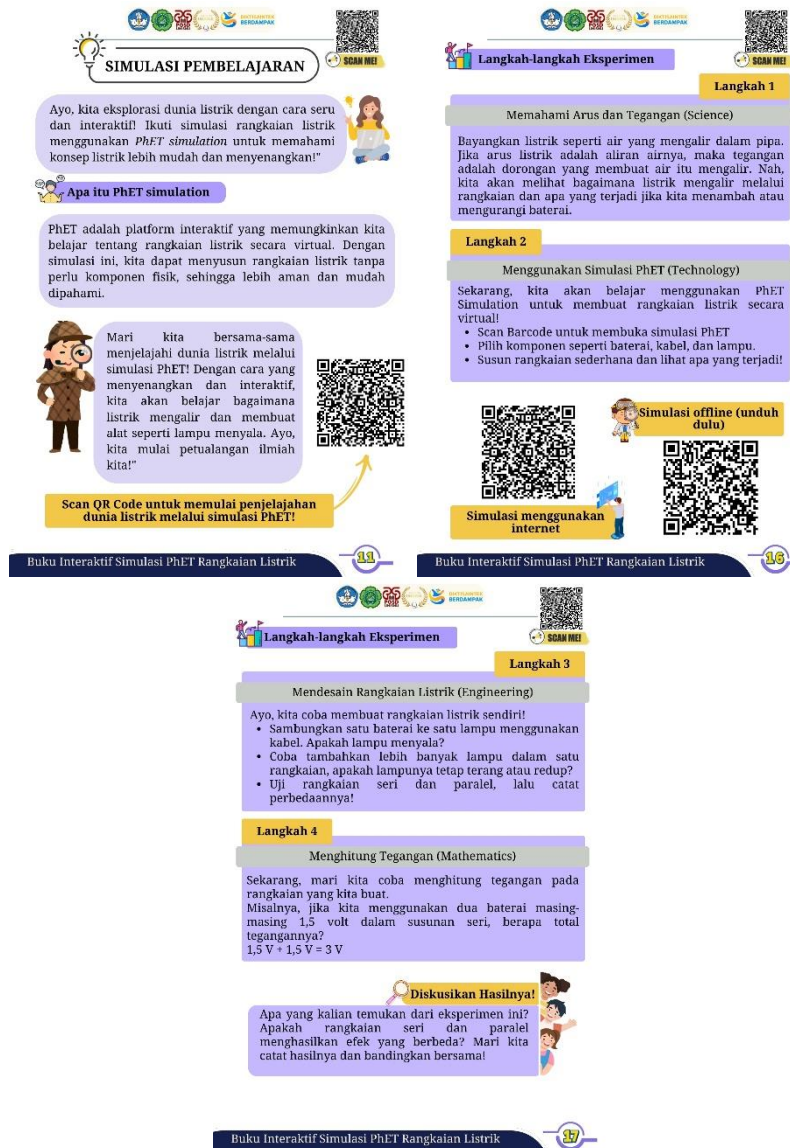 DIKTISAINTEK
BERDAMPAK
SIMULASI PEMBELAJARAN
SCAN ME!
Ayo, kita eksplorasi dunia listrik dengan cara seru
dan interaktif! Ikuti simulasi rangkaian listrik
menggunakan PhET simulation untuk memahami
konsep listrik lebih mudah dan menyenangkan!"
Apa itu PhET simulation
PhET adalah platform interaktif yang memungkinkan kita
belajar tentang rangkaian listrik secara virtual. Dengan
simulasi ini, kita dapat menyusun rangkaian listrik tanpa
perlu komponen fisik, sehingga lebih aman dan mudah
dipahami.
Mari kita bersama-sama
menjelajahi dunia listrik melalui
simulasi PhET! Dengan cara yang
menyenangkan dan interaktif,
kita akan belajar bagaimana
listrik mengalir dan membuat
alat seperti lampu menyala. Ayo,
kita mulai petualangan ilmiah
kita!"
Scan QR Code untuk memulai penjelajahan
dunia listrik melalui simulasi PhET!
Buku Interaktif Simulasi PhET Rangkaian Listrik
11
DIKTISAINTEK
BERDAMPAK
SCAN ME!
Langkah-langkah Eksperimen
Langkah 1
Memahami Arus dan Tegangan (Science)
Bayangkan listrik seperti air yang mengalir dalam pipa.
Jika arus listrik adalah aliran airnya, maka tegangan
adalah dorongan yang membuat air itu mengalir. Nah,
kita akan melihat bagaimana listrik mengalir melalui
rangkaian dan apa yang terjadi jika kita menambah atau
mengurangi baterai.
Langkah 2
Menggunakan Simulasi PhET (Technology)
Sekarang, kita akan belajar menggunakan PhET
Simulation untuk membuat rangkaian listrik secara
virtual!
• Scan Barcode untuk membuka simulasi PhET
• Pilih komponen seperti baterai, kabel, dan lampu.
• Susun rangkaian sederhana dan lihat apa yang terjadi!
Simulasi offline (unduh
dulu)
Simulasi menggunakan
internet
Buku Interaktif Simulasi PhET Rangkaian Listrik
16
DIKTISAINTEK
BERDAMPAK
SCAN ME!
Langkah-langkah Eksperimen
Langkah 3
Mendesain Rangkaian Listrik (Engineering)
Ayo, kita coba membuat rangkaian listrik sendiri!
• Sambungkan satu baterai ke satu lampu menggunakan
kabel. Apakah lampu menyala?
• Coba tambahkan lebih banyak lampu dalam satu
rangkaian, apakah lampunya tetap terang atau redup?
• Uji rangkaian seri dan paralel, lalu catat
perbedaannya!
Langkah 4
Menghitung Tegangan (Mathematics)
Sekarang, mari kita coba menghitung tegangan pada
rangkaian yang kita buat.
Misalnya, jika kita menggunakan dua baterai masing-
masing 1,5 volt dalam susunan seri, berapa total
tegangannya?
1,5 V + 1,5 V = 3 V
Diskusikan Hasilnya!
Apa yang kalian temukan dari eksperimen ini?
Apakah rangkaian seri dan paralel
menghasilkan efek yang berbeda? Mari kita
catat hasilnya dan bandingkan bersama!
Buku Interaktif Simulasi PhET Rangkaian Listrik
17